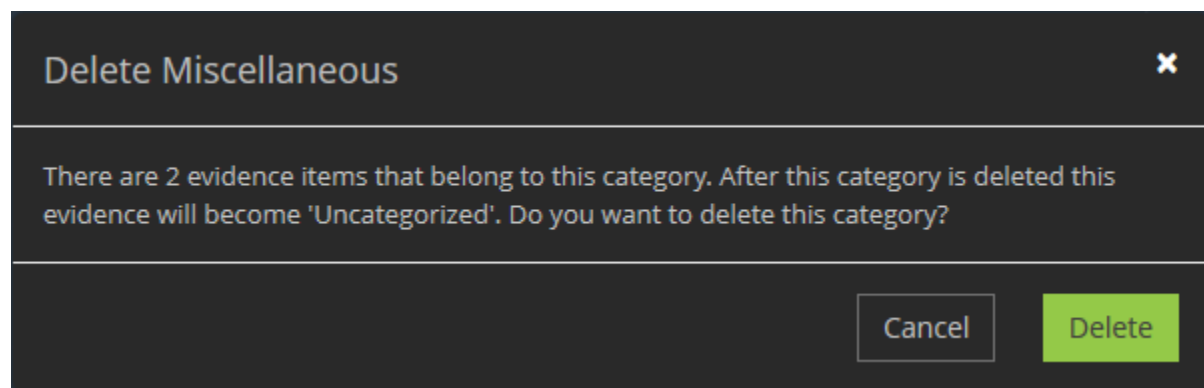 Delete Miscellaneous
There are 2 evidence items that belong to this category. After this category is deleted this
evidence will become 'Uncategorized'. Do you want to delete this category?
Cancel
Delete